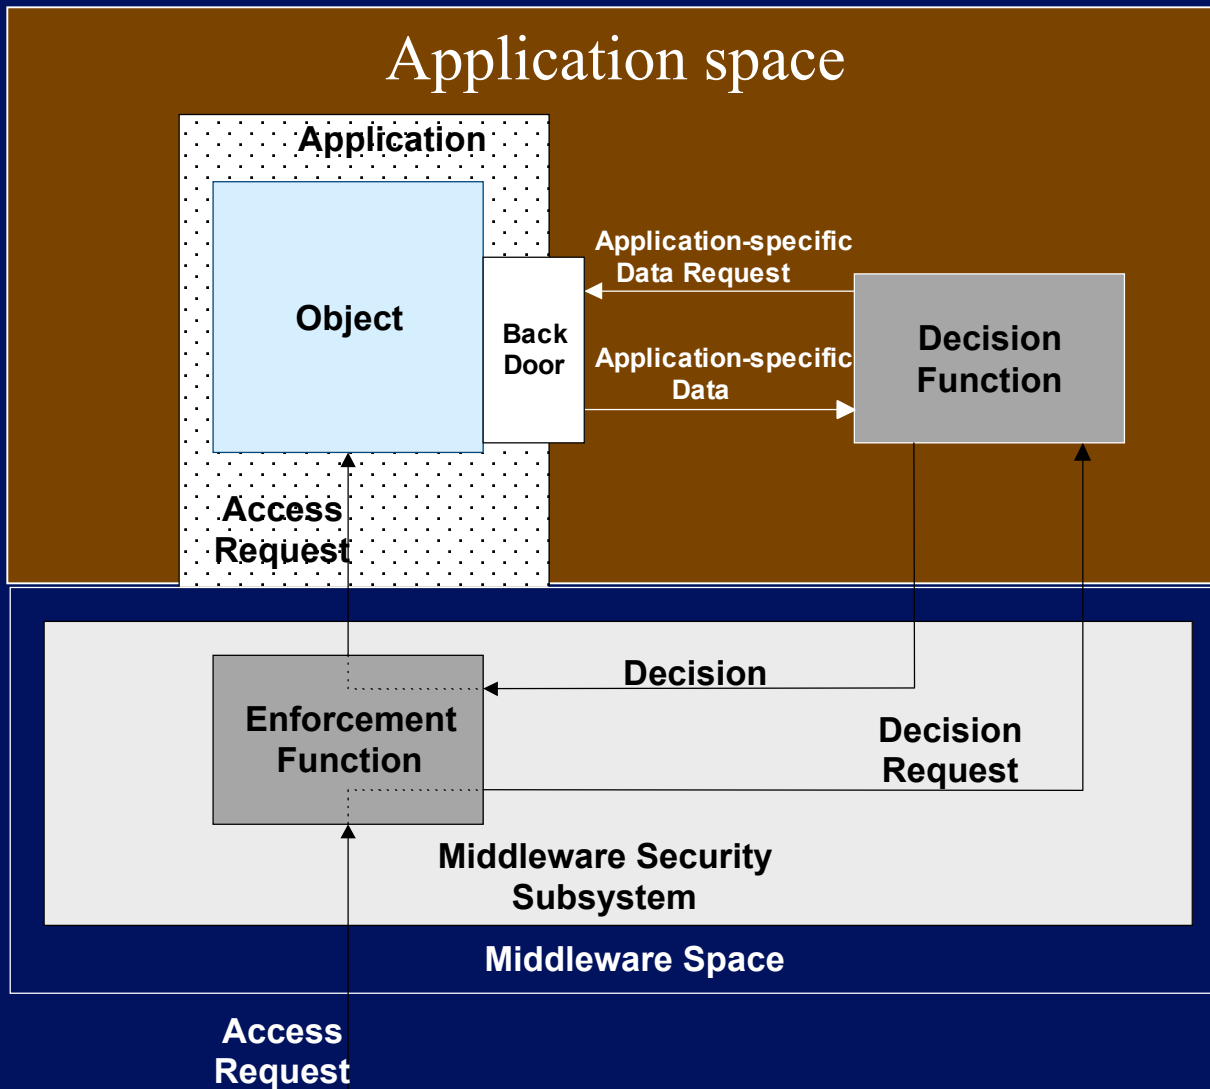 Application space
Application
Application-specific
Data Request
Object
Back
Door
Decision
Function
Application-specific
Data
Access
Request
Decision
Enforcement
Function
Decision
Request
Middleware Security
Subsystem
Middleware Space
Access
Request